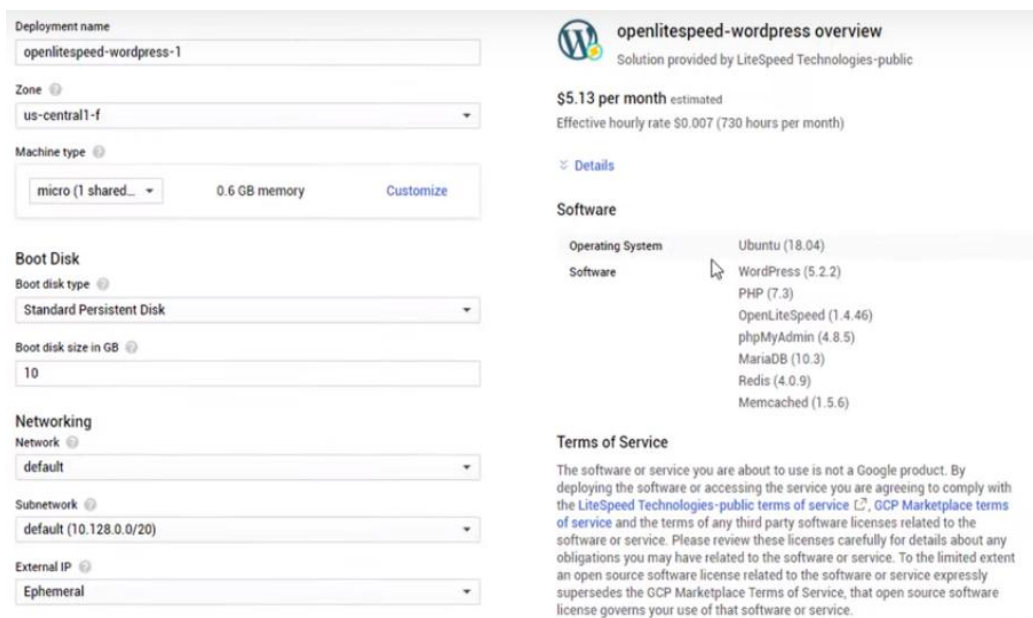 Deployment name
openlitespeed-wordpress-1
Zone
us-central1-f
Machine type
micro (1 shared...
0.6 GB memory
Customize
Boot Disk
Boot disk type
Standard Persistent Disk
Boot disk size in GB
10
Networking
Network
default
Subnetwork
default (10.128.0.0/20)
External IP
Ephemeral
openlitespeed-wordpress overview
Solution provided by LiteSpeed Technologies-public
$5.13 per month estimated
Effective hourly rate $0.007 (730 hours per month)
Details
Software
Operating System
Ubuntu (18.04)
Software
WordPress (5.2.2)
PHP (7.3)
OpenLiteSpeed (1.4.46)
phpMyAdmin (4.8.5)
MariaDB (10.3)
Redis (4.0.9)
Memcached (1.5.6)
Terms of Service
The software or service you are about to use is not a Google product. By
deploying the software or accessing the service you are agreeing to comply with
the LiteSpeed Technologies-public terms of service, GCP Marketplace terms
of service and the terms of any third party software licenses related to the
software or service. Please review these licenses carefully for details about any
obligations you may have related to the software or service. To the limited extent
an open source software license related to the software or service expressly
supersedes the GCP Marketplace Terms of Service, that open source software
license governs your use of that software or service.